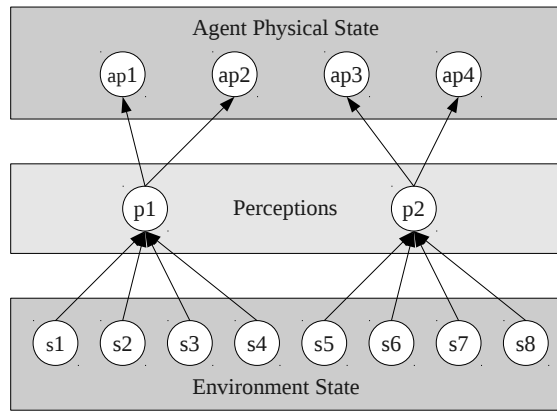 Agent Physical State
ap1 ap2 ap3 ap4
p1 Perceptions p2
s1 s2 s3 s4 s5 s6 s7 s8
Environment State